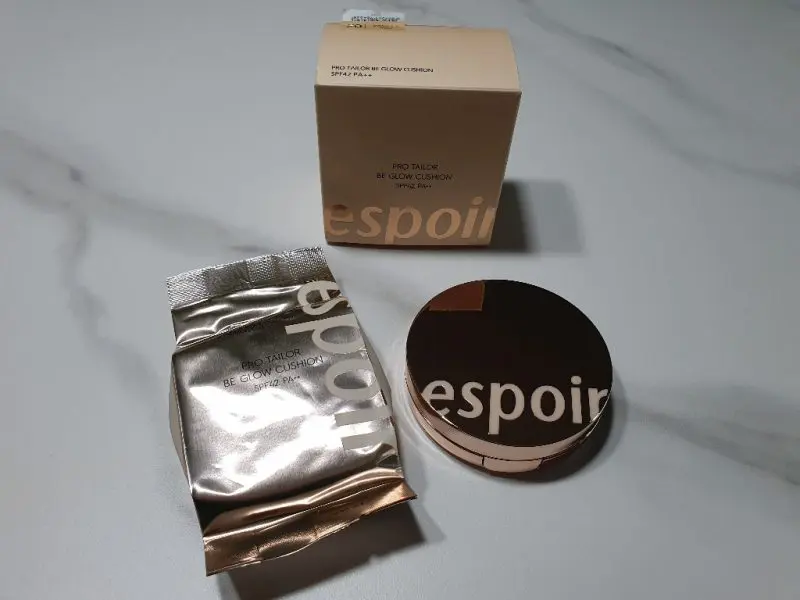 PRO TAILOR BE GLOW CUSHION
SPF42 PA++
PRO TAILOR
BE GLOW CUSHION
SPF42 PA++
espoir
espoir
PRO TAILOR
BE GLOW CUSHION
SPF42 PA++
espoir